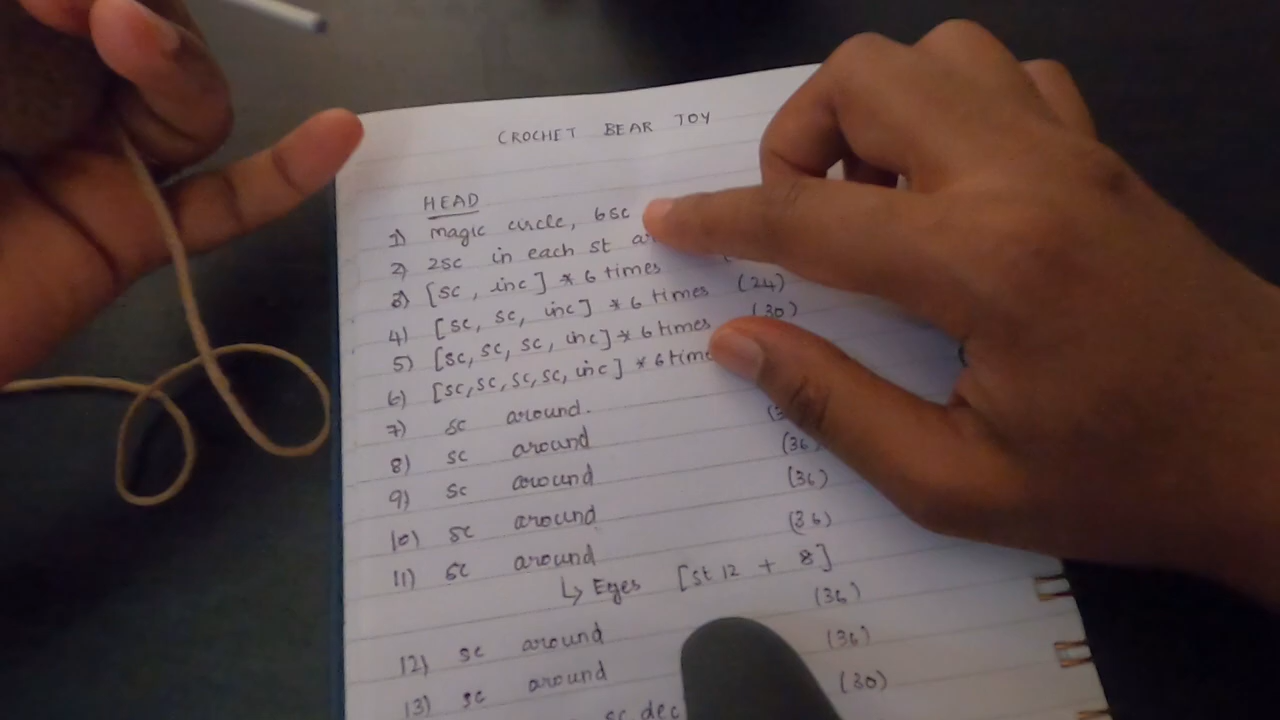 CROCHET BEAR TOY
HEAD
1) magic circle, 6sc
2) 2sc in each st
3) [sc, inc] * 6 times
4) [sc, sc, inc] * 6 times (24)
5) [sc, sc, sc, inc] * 6 times (30)
6) [sc, sc, sc, sc, inc] * 6
7) sc around.
8) sc around (36
9) sc around (36)
10) sc around (36)
11) sc around
↳ Eyes [st 12 + 8]
12) sc around (36)
13) sc around (36)
sc dec (30)